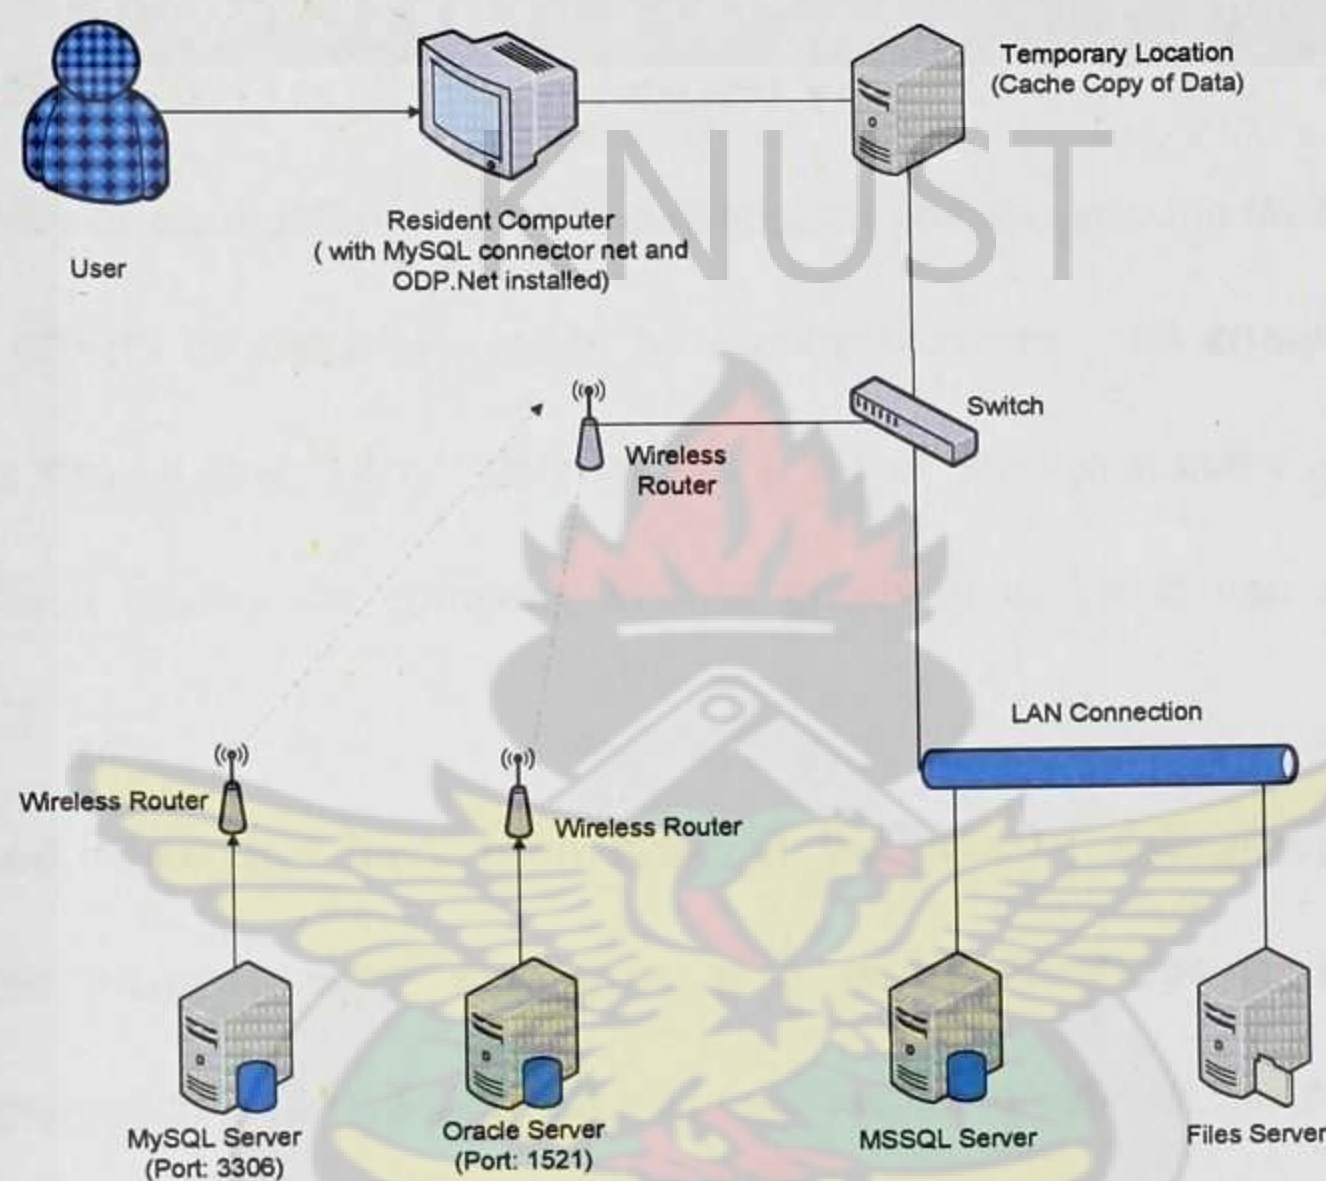 Temporary Location
(Cache Copy of Data)
KNUST
Resident Computer
( with MySQL connector net and
ODP.Net installed)
User
Switch
Wireless
Router
LAN Connection
Wireless Router
Wireless Router
MySQL Server
(Port: 3306)
Oracle Server
(Port: 1521)
MSSQL Server
Files Server